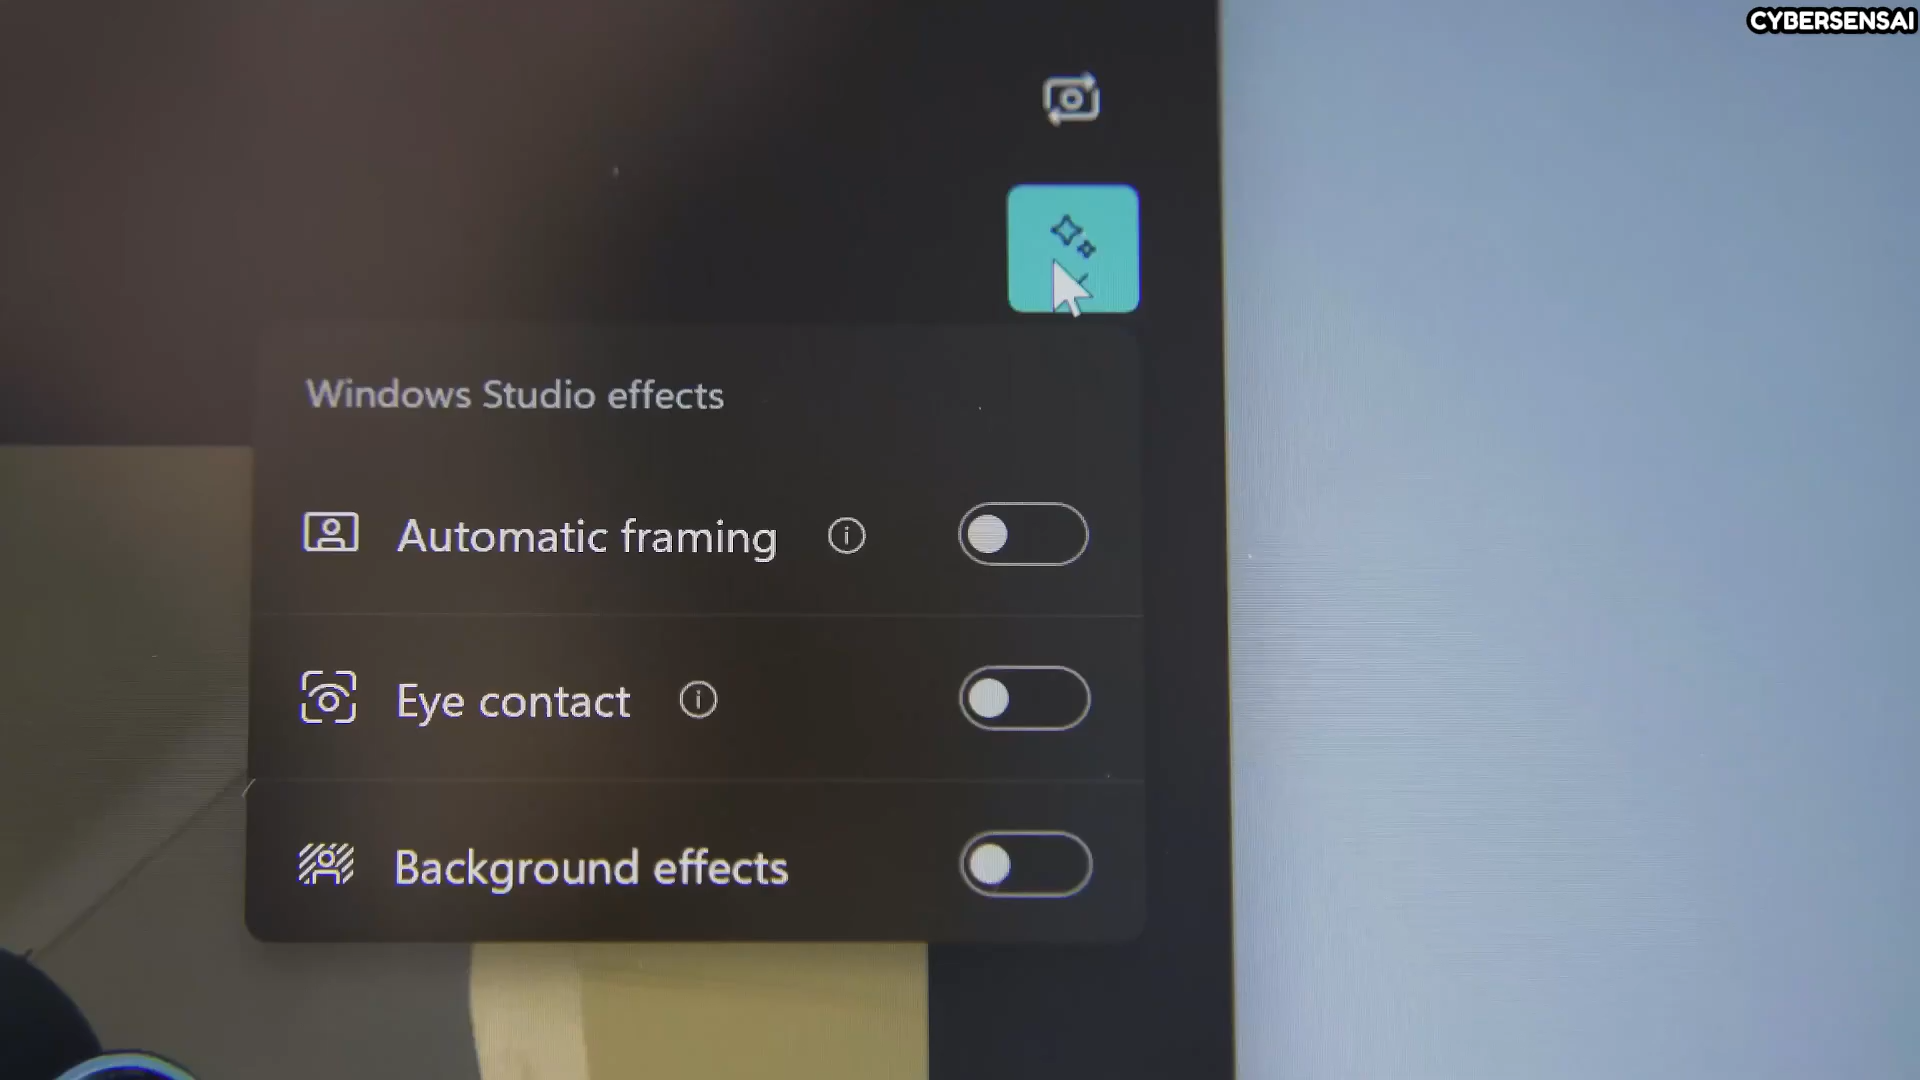 CYBERSENSAI
Windows Studio effects
Automatic framing
Eye contact
Background effects